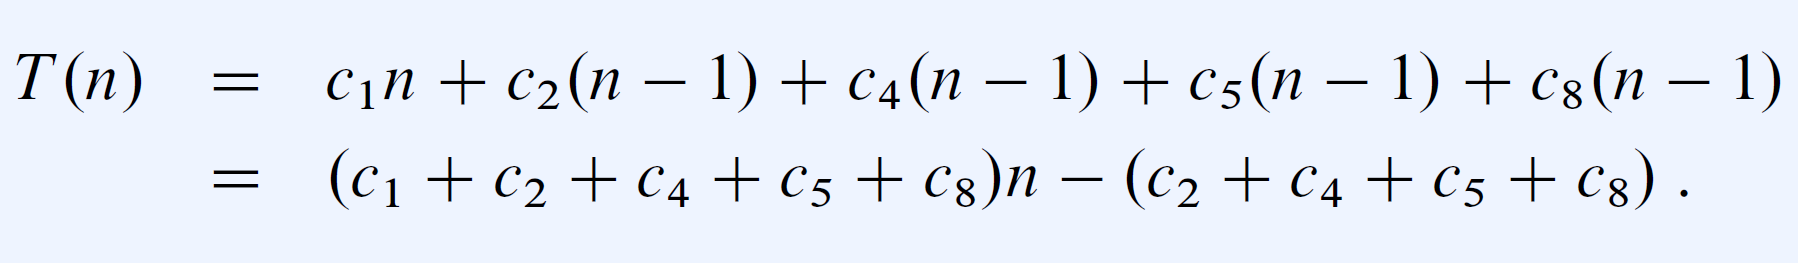 T(n) = c₁n + c₂(n − 1) + c₄(n − 1) + c₅(n − 1) + c₈(n − 1)
= (c₁ + c₂ + c₄ + c₅ + c₈)n − (c₂ + c₄ + c₅ + c₈) .